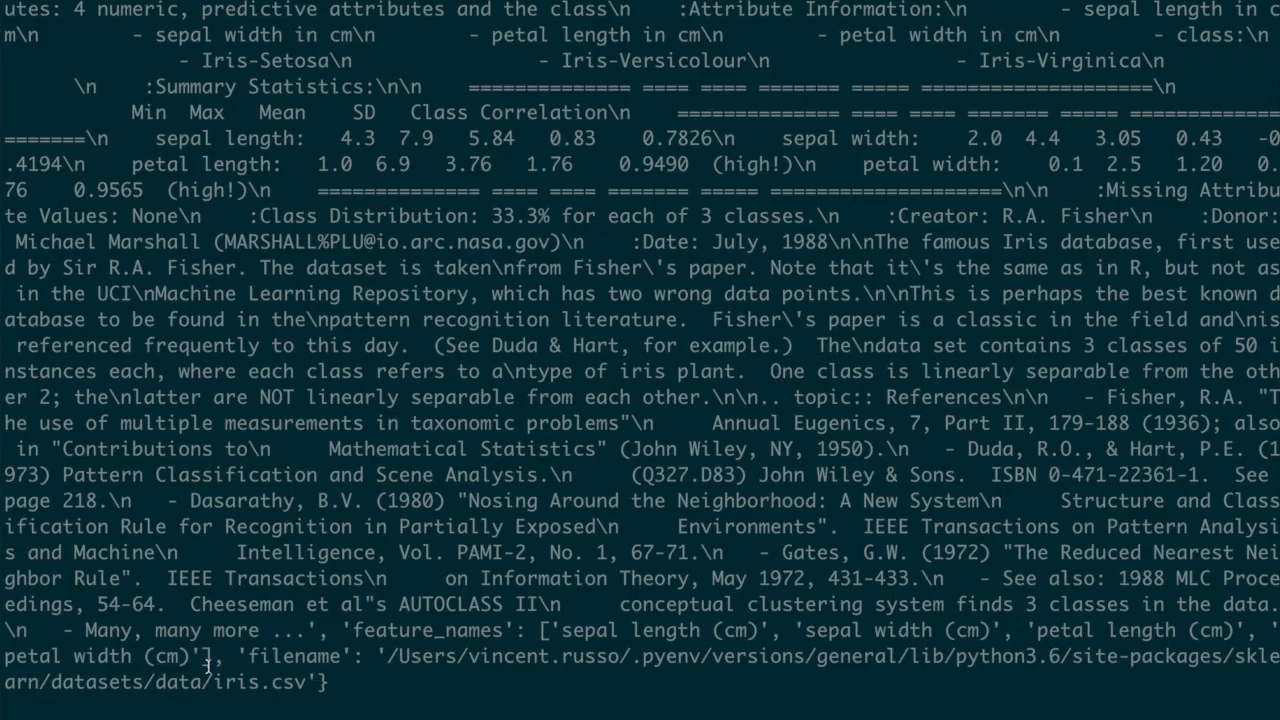 utes: 4 numeric, predictive attributes and the class\n    :Attribute Information:\n        - sepal length in c
m\n        - sepal width in cm\n        - petal length in cm\n        - petal width in cm\n        - class:\n
               - Iris-Setosa\n                - Iris-Versicolour\n                - Iris-Virginica\n
      \n    :Summary Statistics:\n\n    ============== ==== ==== ======= ===== ====================\n
           Min  Max   Mean    SD   Class Correlation\n    ============== ==== ==== ======= ===== =============
=======\n    sepal length:   4.3  7.9   5.84   0.83    0.7826\n    sepal width:    2.0  4.4   3.05   0.43   -0
.4194\n    petal length:   1.0  6.9   3.76   1.76    0.9490  (high!)\n    petal width:    0.1  2.5   1.20   0.
76    0.9565  (high!)\n    ============== ==== ==== ======= ===== ====================\n\n    :Missing Attribu
te Values: None\n    :Class Distribution: 33.3% for each of 3 classes.\n    :Creator: R.A. Fisher\n    :Donor:
 Michael Marshall (MARSHALL%PLU@io.arc.nasa.gov)\n    :Date: July, 1988\n\nThe famous Iris database, first use
d by Sir R.A. Fisher. The dataset is taken\nfrom Fisher\'s paper. Note that it\'s the same as in R, but not as
 in the UCI\nMachine Learning Repository, which has two wrong data points.\n\nThis is perhaps the best known d
atabase to be found in the\npattern recognition literature.  Fisher\'s paper is a classic in the field and\nis
 referenced frequently to this day.  (See Duda & Hart, for example.)  The\ndata set contains 3 classes of 50 i
nstances each, where each class refers to a\ntype of iris plant.  One class is linearly separable from the oth
er 2; the\nlatter are NOT linearly separable from each other.\n\n.. topic:: References\n\n   - Fisher, R.A. "T
he use of multiple measurements in taxonomic problems"\n     Annual Eugenics, 7, Part II, 179-188 (1936); also
 in "Contributions to\n     Mathematical Statistics" (John Wiley, NY, 1950).\n   - Duda, R.O., & Hart, P.E. (1
973) Pattern Classification and Scene Analysis.\n     (Q327.D83) John Wiley & Sons.  ISBN 0-471-22361-1.  See 
page 218.\n   - Dasarathy, B.V. (1980) "Nosing Around the Neighborhood: A New System\n     Structure and Class
ification Rule for Recognition in Partially Exposed\n     Environments".  IEEE Transactions on Pattern Analysi
s and Machine\n     Intelligence, Vol. PAMI-2, No. 1, 67-71.\n   - Gates, G.W. (1972) "The Reduced Nearest Nei
ghbor Rule".  IEEE Transactions\n     on Information Theory, May 1972, 431-433.\n   - See also: 1988 MLC Proce
edings, 54-64.  Cheeseman et al"s AUTOCLASS II\n     conceptual clustering system finds 3 classes in the data.
\n   - Many, many more ...', 'feature_names': ['sepal length (cm)', 'sepal width (cm)', 'petal length (cm)', '
petal width (cm)'], 'filename': '/Users/vincent.russo/.pyenv/versions/general/lib/python3.6/site-packages/skle
arn/datasets/data/iris.csv'}